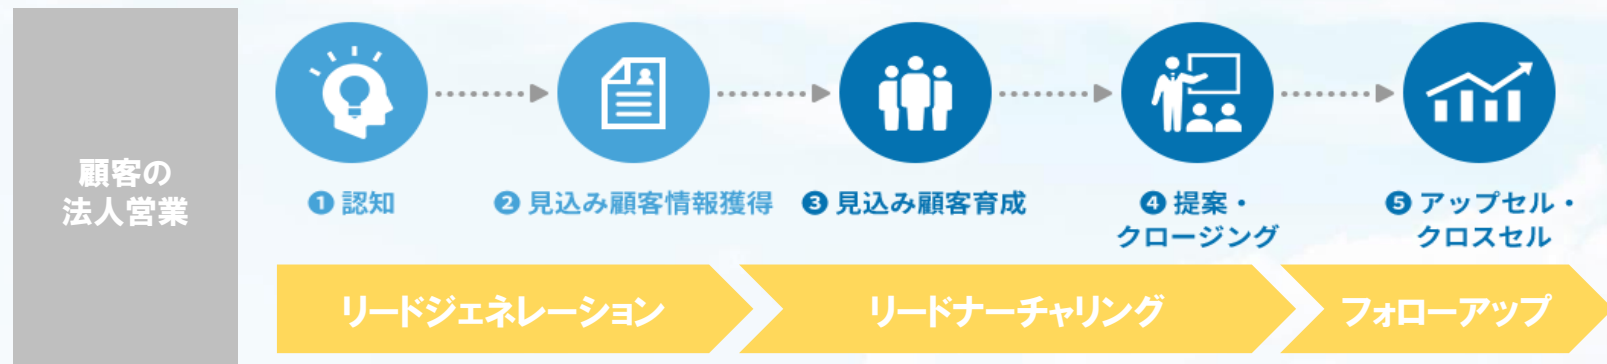 顧客の
法人営業
❶ 認知
❷ 見込み顧客情報獲得
❸ 見込み顧客育成
❹ 提案・
クロージング
❺ アップセル・
クロスセル
リードジェネレーション
リードナーチャリング
フォローアップ